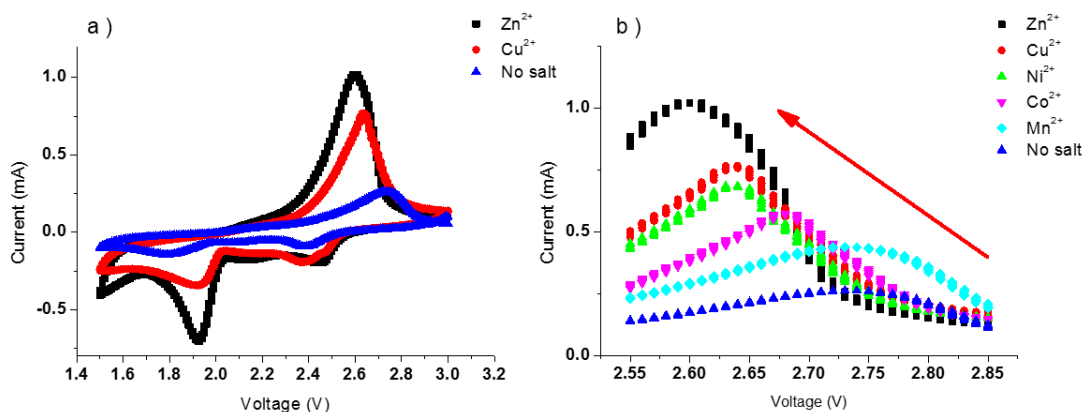 a )
Zn²⁺
Cu²⁺
No salt
1.0
0.5
0.0
-0.5
Current (mA)
1.4 1.6 1.8 2.0 2.2 2.4 2.6 2.8 3.0 3.2
Voltage (V)
b )
Zn²⁺
Cu²⁺
Ni²⁺
Co²⁺
Mn²⁺
No salt
1.0
0.5
0.0
Current (mA)
2.55 2.60 2.65 2.70 2.75 2.80 2.85
Voltage (V)